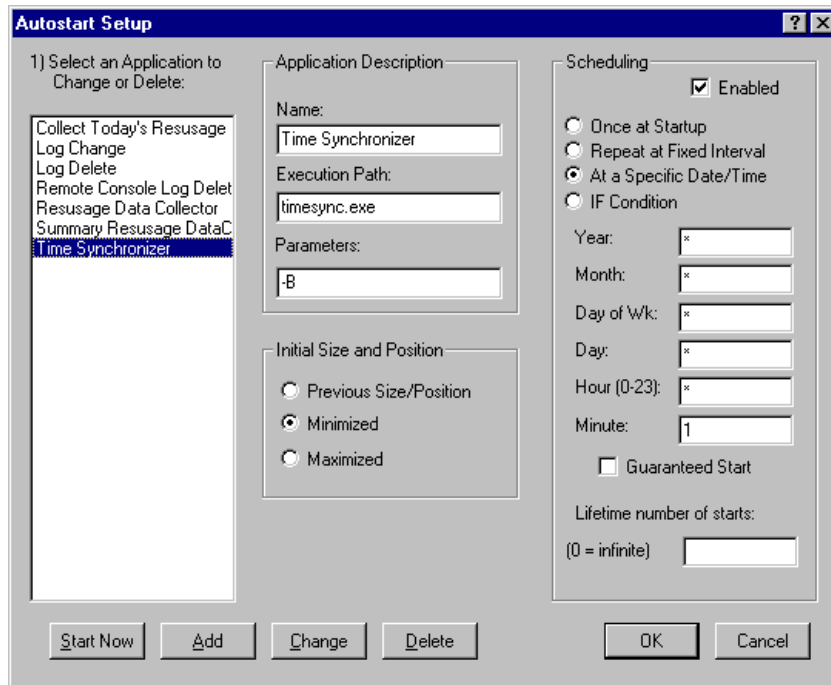 Autostart Setup
1) Select an Application to
Change or Delete:
Collect Today's Resusage
Log Change
Log Delete
Remote Console Log Delet
Resusage Data Collector
Summary Resusage DataC
Time Synchronizer
Application Description
Name:
Time Synchronizer
Execution Path:
timesync.exe
Parameters:
-B
Initial Size and Position
Previous Size/Position
Minimized
Maximized
Scheduling
Enabled
Once at Startup
Repeat at Fixed Interval
At a Specific Date/Time
IF Condition
Year: *
Month: *
Day of Wk: *
Day: *
Hour (0-23): *
Minute: 1
Guaranteed Start
Lifetime number of starts:
(0 = infinite)
Start Now Add Change Delete OK Cancel